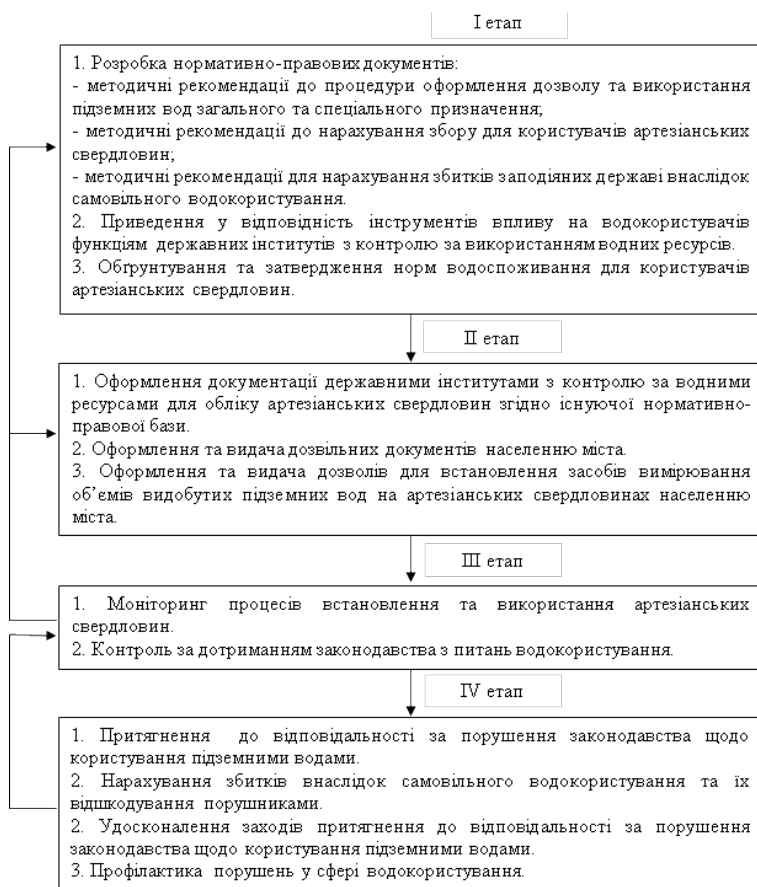 І етап
1. Розробка нормативно-правових документів:
- методичні рекомендації до процедури оформлення дозволу та використання
підземних вод загального та спеціального призначення;
- методичні рекомендації до нарахування збору для користувачів артезіанських
свердловин;
- методичні рекомендації для нарахування збитків заподіяних державі внаслідок
самовільного водокористування.
2. Приведення у відповідність інструментів впливу на водокористувачів
функціям державних інститутів з контролю за використанням водних ресурсів.
3. Обґрунтування та затвердження норм водоспоживання для користувачів
артезіанських свердловин.
ІІ етап
1. Оформлення документації державними інститутами з контролю за водними
ресурсами для обліку артезіанських свердловин згідно існуючої нормативно-
правової бази.
2. Оформлення та видача дозвільних документів населенню міста.
3. Оформлення та видача дозволів для встановлення засобів вимірювання
об’ємів видобутих підземних вод на артезіанських свердловинах населенню
міста.
ІІІ етап
1. Моніторинг процесів встановлення та використання артезіанських
свердловин.
2. Контроль за дотриманням законодавства з питань водокористування.
IV етап
1. Притягнення до відповідальності за порушення законодавства щодо
користування підземними водами.
2. Нарахування збитків внаслідок самовільного водокористування та їх
відшкодування порушниками.
2. Удосконалення заходів притягнення до відповідальності за порушення
законодавства щодо користування підземними водами.
3. Профілактика порушень у сфері водокористування.